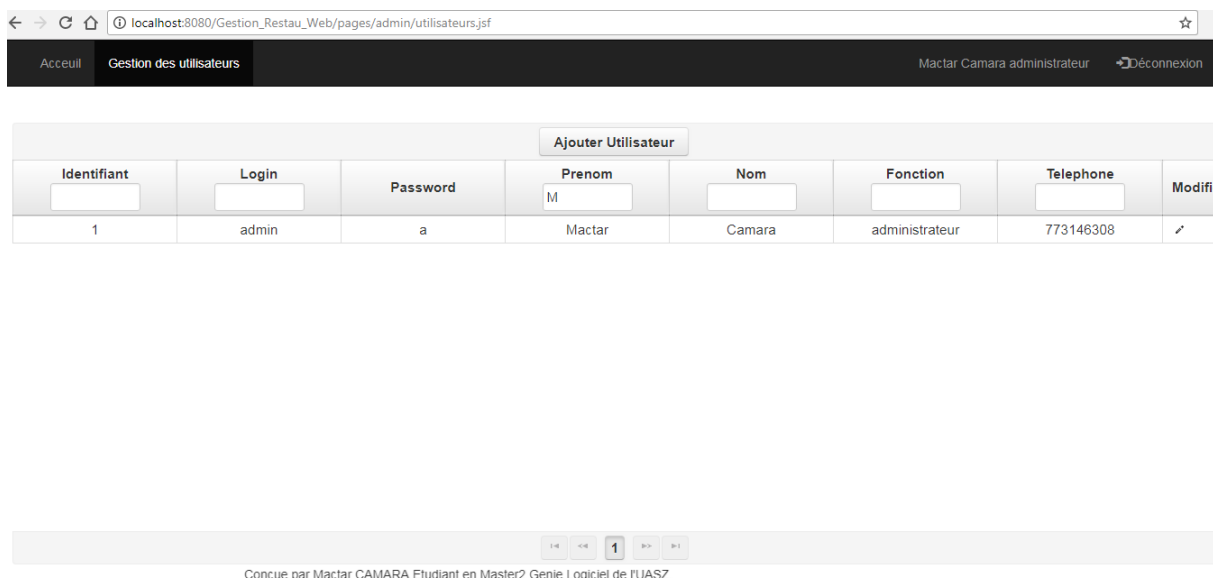 localhost:8080/Gestion_Restau_Web/pages/admin/utilisateurs.jsf
Acceuil Gestion des utilisateurs Mactar Camara administrateur Déconnexion
Ajouter Utilisateur
Identifiant Login Password Prenom Nom Fonction Telephone Modifi
M
1 admin a Mactar Camara administrateur 773146308
1
Conçue par Mactar CAMARA Etudiant en Master2 Genie Logiciel de l'UASZ